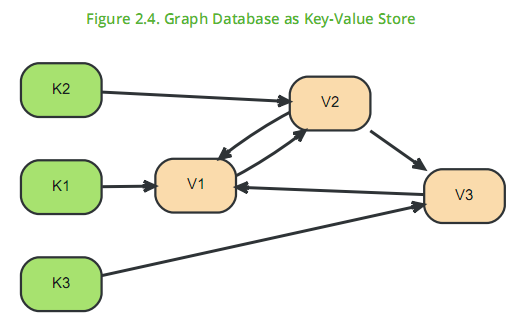 Figure 2.4. Graph Database as Key-Value Store
K2
V2
K1
V1
V3
K3